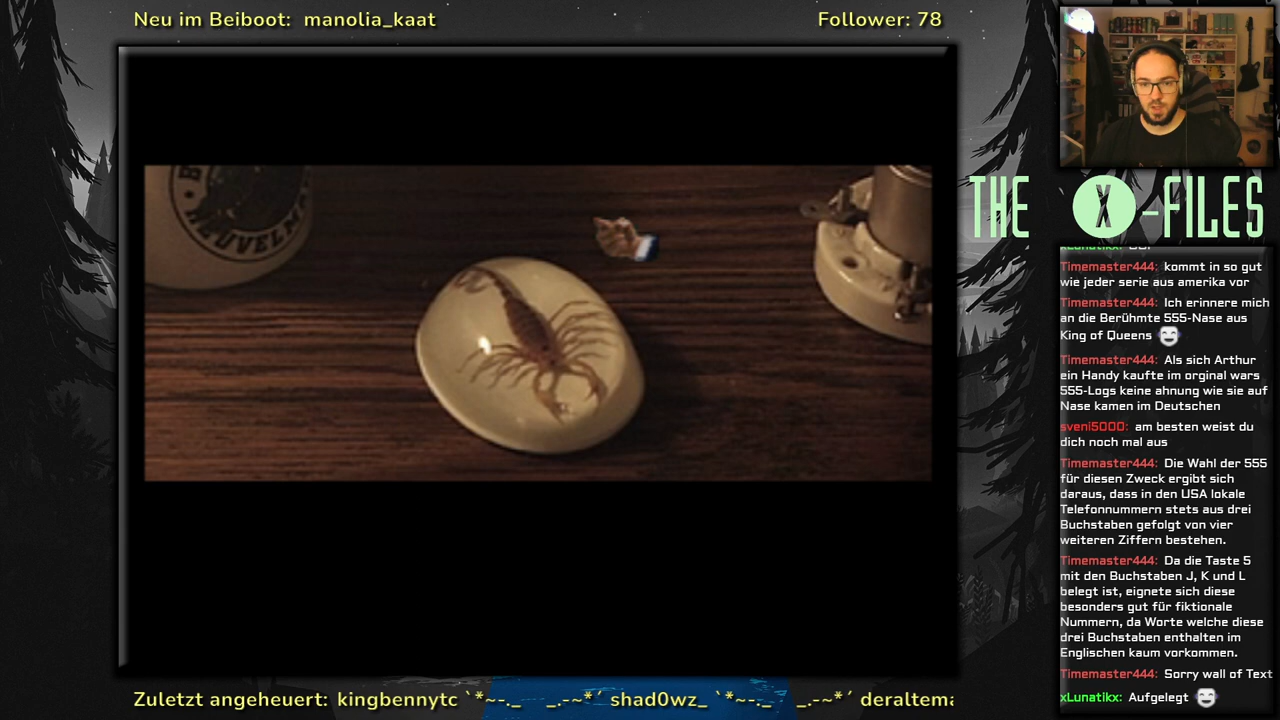 Neu im Beiboot: manolia_kaat
Follower: 78
THE X-FILES
Timemaster444: kommt in so gut
wie jeder serie aus amerika vor
Timemaster444: Ich erinnere mich
an die Berühmte 555-Nase aus
King of Queens
Timemaster444: Als sich Arthur
ein Handy kaufte im orginal wars
555-Logs keine ahnung wie sie auf
Nase kamen im Deutschen
sveni5000: am besten weist du
dich noch mal aus
Timemaster444: Die Wahl der 555
für diesen Zweck ergibt sich
daraus, dass in den USA lokale
Telefonnummern stets aus drei
Buchstaben gefolgt von vier
weiteren Ziffern bestehen.
Timemaster444: Da die Taste 5
mit den Buchstaben J, K und L
belegt ist, eignete sich diese
besonders gut für fiktionale
Nummern, da Worte welche diese
drei Buchstaben enthalten im
Englischen kaum vorkommen.
Timemaster444: Sorry wall of Text
xLunatikx: Aufgelegt
Zuletzt angeheuert: kingbennytc `*~-._ _.-~*´ shad0wz_ `*~-._ _.-~*´ deraltema